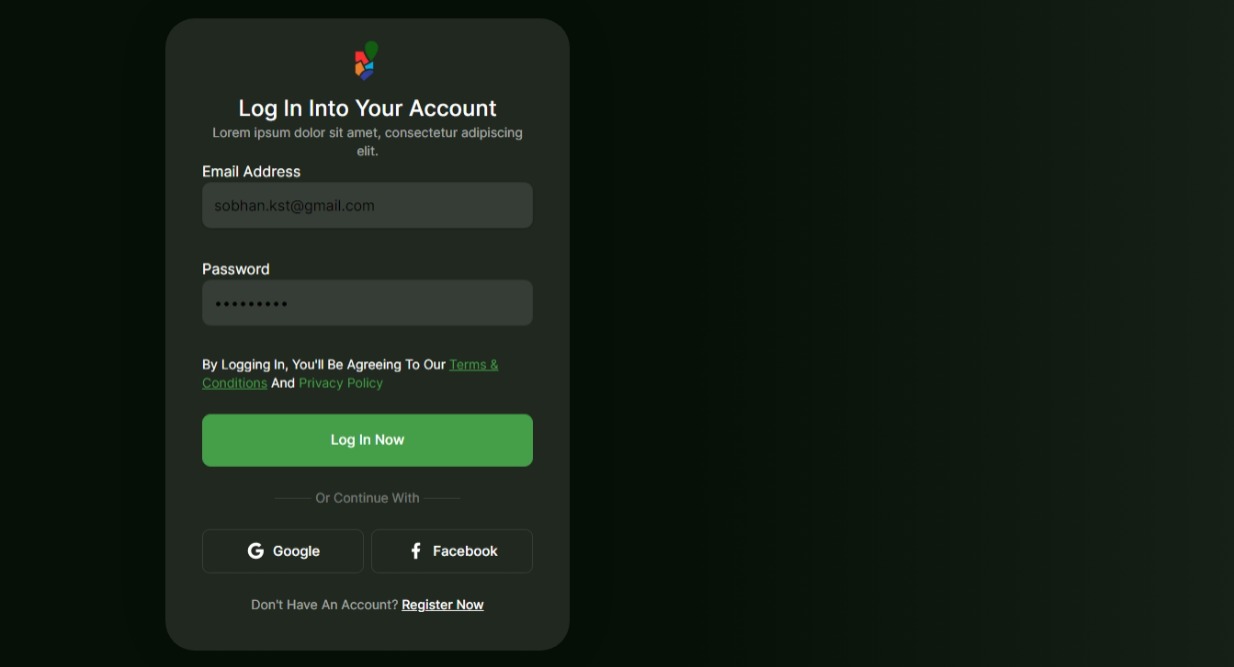 Log In Into Your Account
Lorem ipsum dolor sit amet, consectetur adipiscing
elit.
Email Address
sobhan.kst@gmail.com
Password
•••••••••
By Logging In, You'll Be Agreeing To Our Terms &
Conditions And Privacy Policy
Log In Now
Or Continue With
Google
Facebook
Don't Have An Account? Register Now